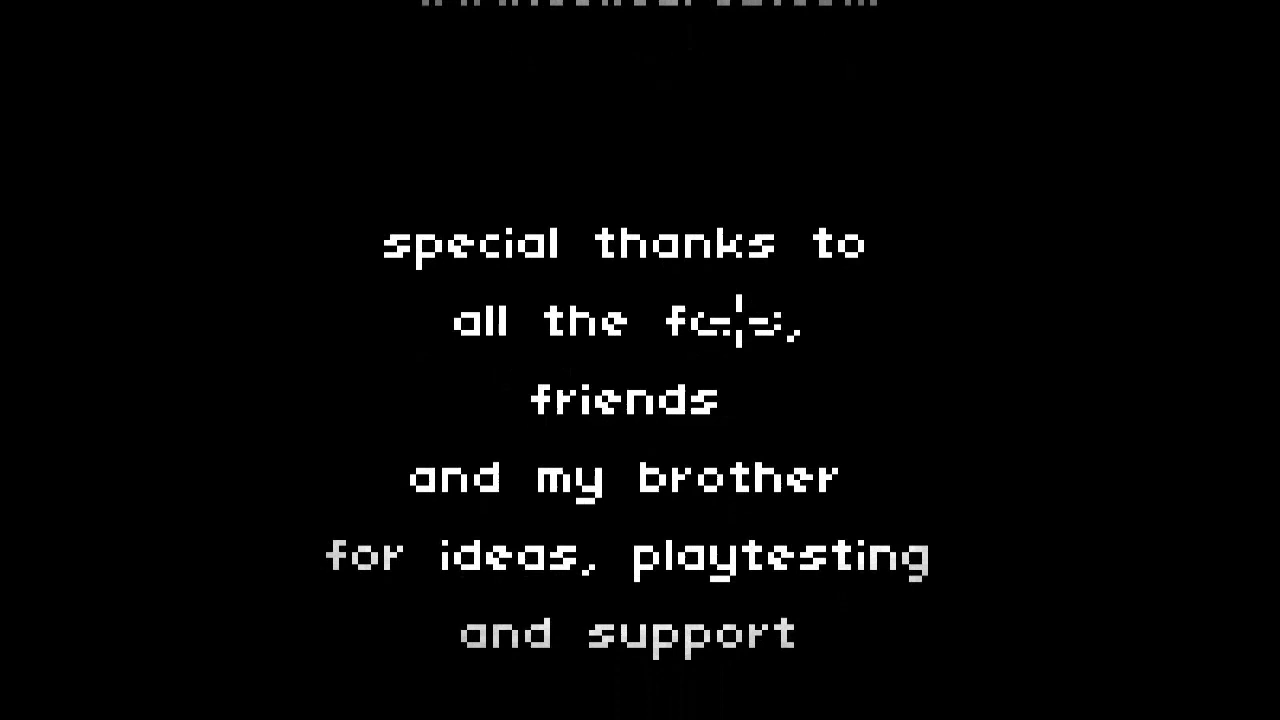 special thanks to
all the
friends
and my brother
for ideas, playtesting
and support